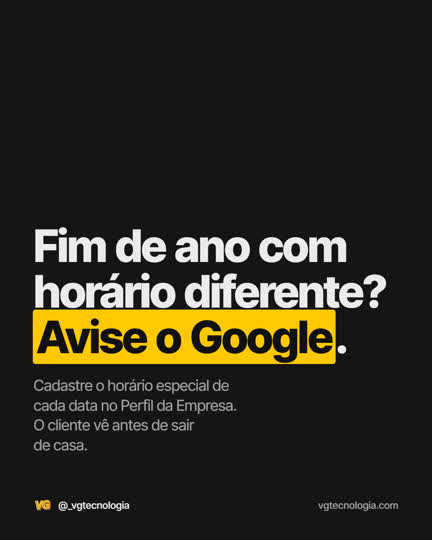 Fim de ano com
horário diferente?
Avise o Google.
Cadastre o horário especial de
cada data no Perfil da Empresa.
O cliente vê antes de sair
de casa.
VG @_vgtecnologia
vgtecnologia.com